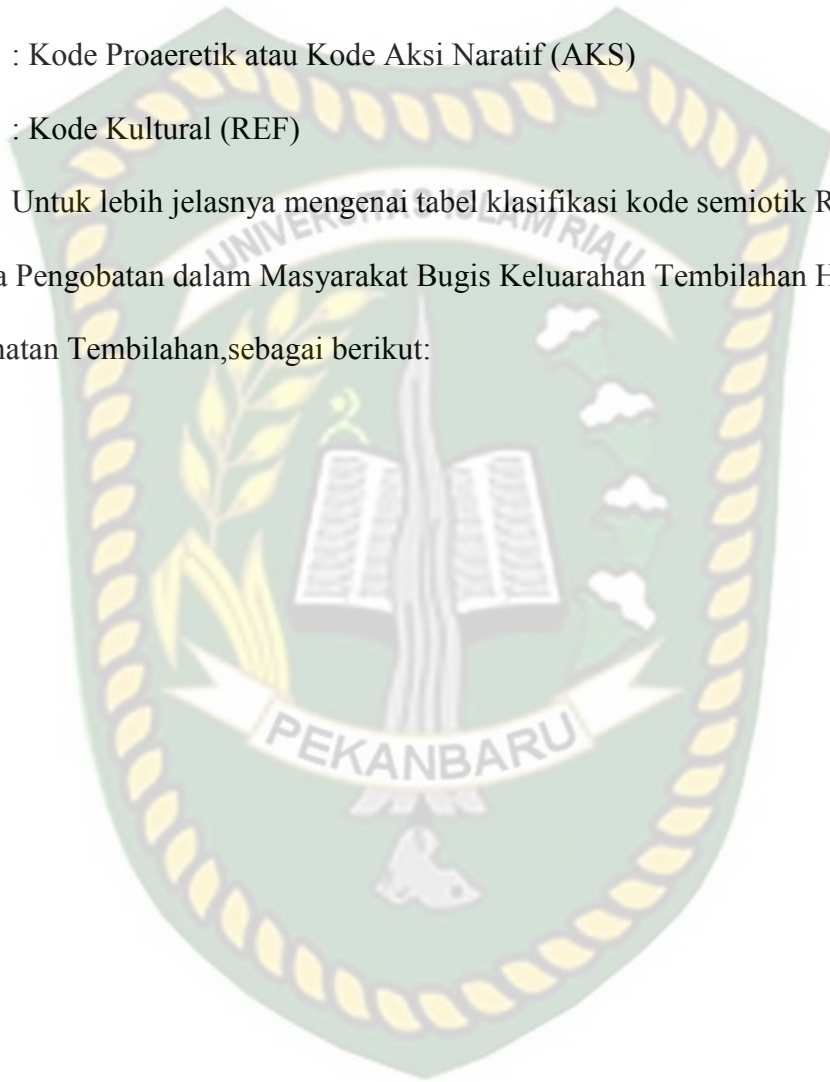 : Kode Proaeretik atau Kode Aksi Naratif (AKS)
: Kode Kultural (REF)
Untuk lebih jelasnya mengenai tabel klasifikasi kode semiotik R
a Pengobatan dalam Masyarakat Bugis Keluarahan Tembilahan H
natan Tembilahan,sebagai berikut:
UNIVERSITAS ISLAM RIAU
PEKANBARU